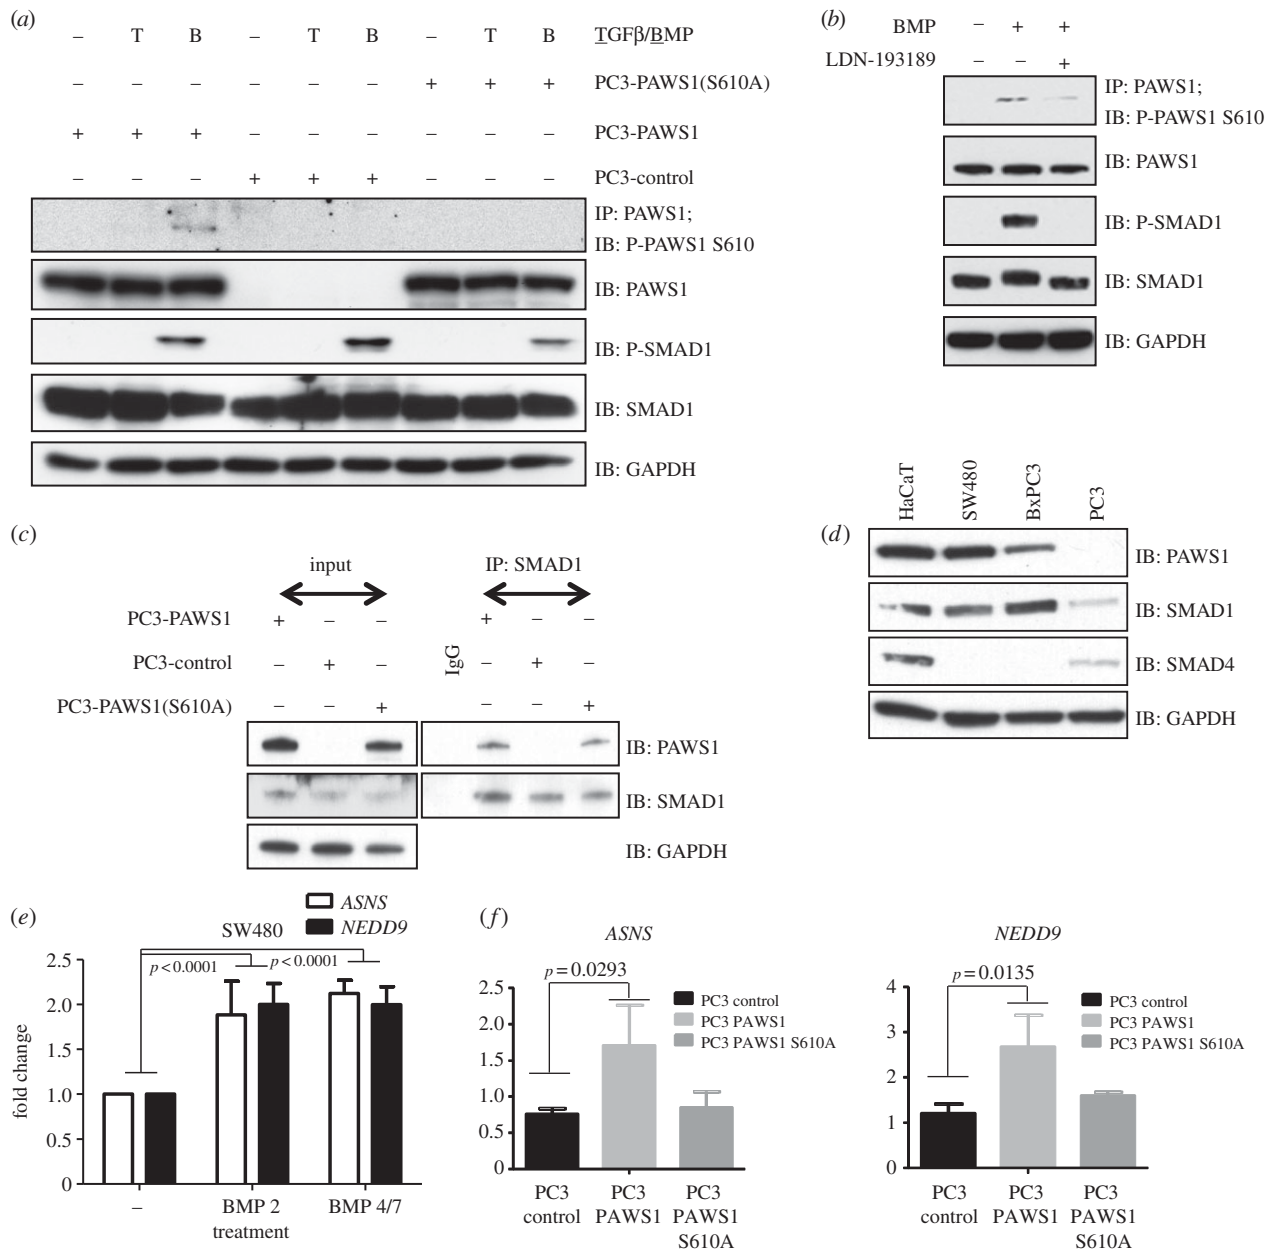 (a)
– T B – T B – T B TGFβ/BMP
– – – – – – + + + PC3-PAWS1(S610A)
+ + + – – – – – – PC3-PAWS1
– – – + + + – – – PC3-control
IP: PAWS1;
IB: P-PAWS1 S610
IB: PAWS1
IB: P-SMAD1
IB: SMAD1
IB: GAPDH
(b)
BMP – + +
LDN-193189 – – +
IP: PAWS1;
IB: P-PAWS1 S610
IB: PAWS1
IB: P-SMAD1
IB: SMAD1
IB: GAPDH
(c)
input IP: SMAD1
PC3-PAWS1 + – – + – –
PC3-control – + – IgG – + –
PC3-PAWS1(S610A) – – + – – +
IB: PAWS1
IB: SMAD1
IB: GAPDH
(d)
HaCaT SW480 BxPC3 PC3
IB: PAWS1
IB: SMAD1
IB: SMAD4
IB: GAPDH
(e)
ASNS
NEDD9
SW480
p < 0.0001 p < 0.0001
fold change
2.5
2.0
1.5
1.0
0.5
0
– BMP 2 BMP 4/7
treatment
(f)
ASNS
p = 0.0293
PC3 control
PC3 PAWS1
PC3 PAWS1 S610A
2.5
2.0
1.5
1.0
0.5
0
PC3 PC3 PC3
control PAWS1 PAWS1
S610A
NEDD9
p = 0.0135
PC3 control
PC3 PAWS1
PC3 PAWS1 S610A
4
3
2
1
0
PC3 PC3 PC3
control PAWS1 PAWS1
S610A